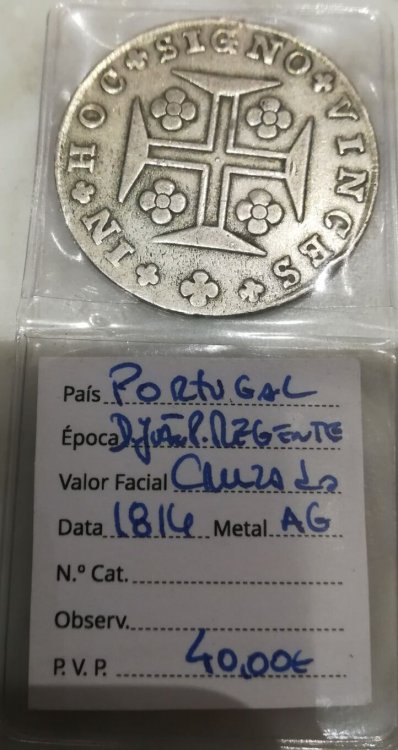 IN HOC SIGNO VINCES
País PORTUGAL
Época D. JOÃO P. REGENTE
Valor Facial CRUZADO
Data 1814 Metal AG
N.º Cat.
Observ.
P. V. P. 40,00€